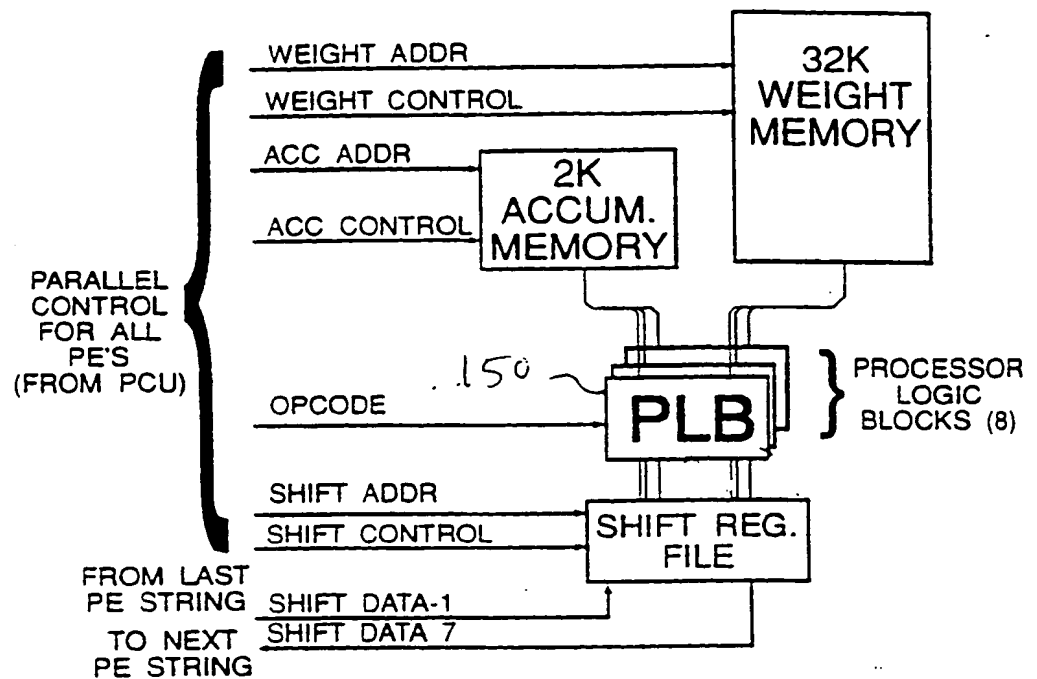 WEIGHT ADDR
WEIGHT CONTROL
32K
WEIGHT
MEMORY
ACC ADDR
ACC CONTROL
2K
ACCUM.
MEMORY
PARALLEL
CONTROL
FOR ALL
PE'S
(FROM PCU)
150
OPCODE
PLB
PROCESSOR
LOGIC
BLOCKS (8)
SHIFT ADDR
SHIFT CONTROL
SHIFT REG.
FILE
FROM LAST
PE STRING
SHIFT DATA-1
SHIFT DATA 7
TO NEXT
PE STRING